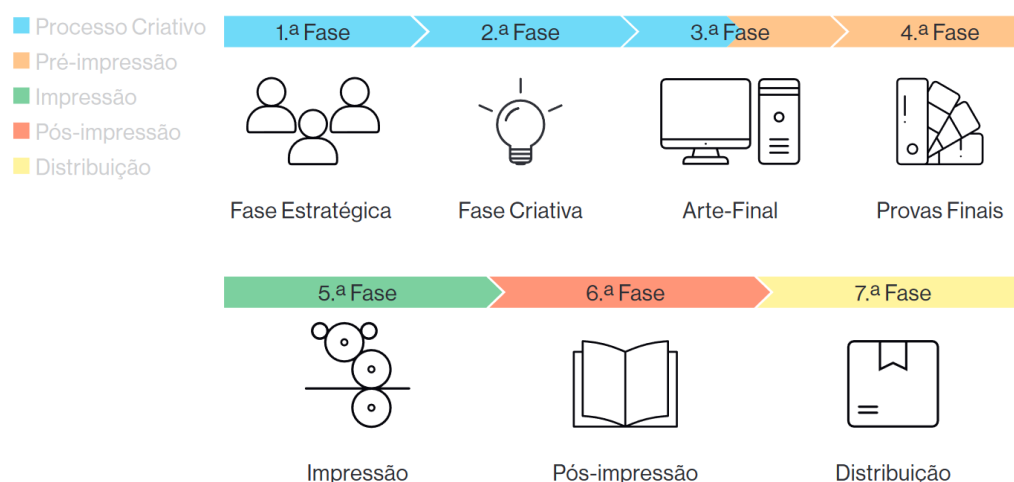 Processo Criativo
Pré-impressão
Impressão
Pós-impressão
Distribuição
1.ª Fase
2.ª Fase
3.ª Fase
4.ª Fase
Fase Estratégica
Fase Criativa
Arte-Final
Provas Finais
5.ª Fase
6.ª Fase
7.ª Fase
Impressão
Pós-impressão
Distribuição